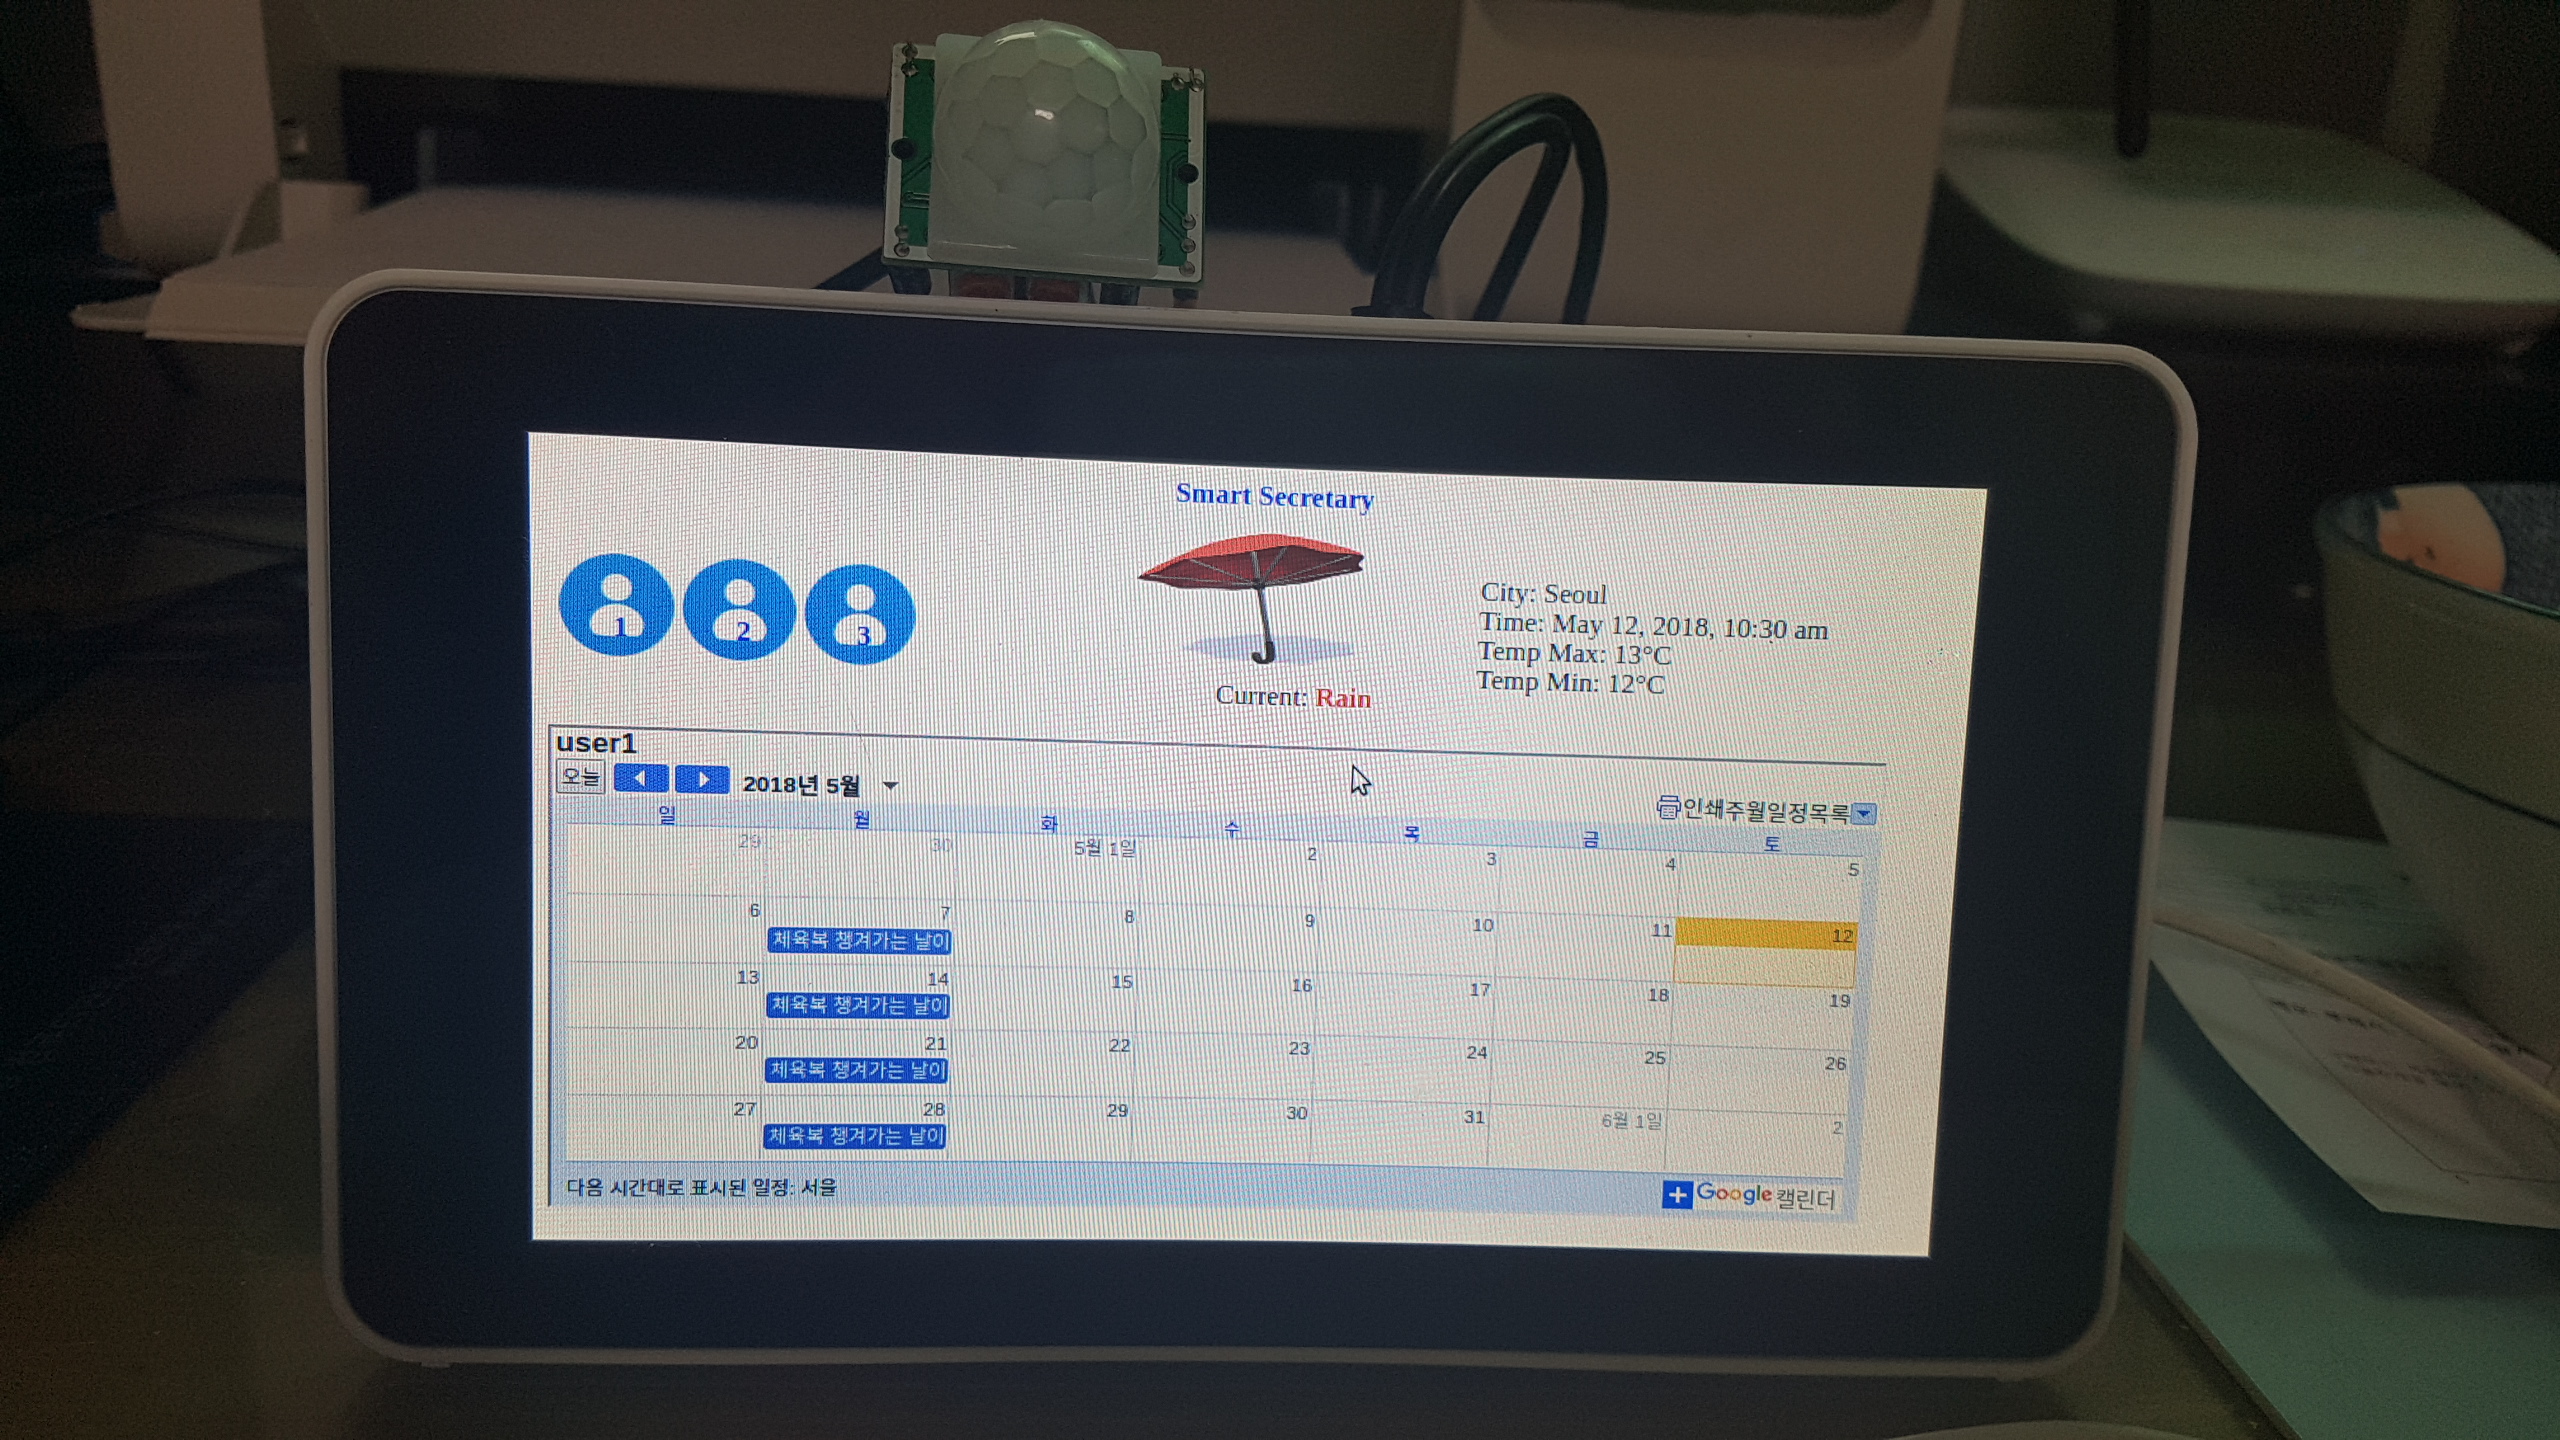 Smart Secretary
1 2 3
City: Seoul
Time: May 12, 2018, 10:30 am
Temp Max: 13°C
Temp Min: 12°C
Current: Rain
user1
오늘 2018년 5월
인쇄주월일정목록
일 월 화 수 목 금 토
29 30 5월 1일 2 3 4 5
6 7 8 9 10 11 12
체육복 챙겨가는 날이
13 14 15 16 17 18 19
체육복 챙겨가는 날이
20 21 22 23 24 25 26
체육복 챙겨가는 날이
27 28 29 30 31 6월 1일 2
체육복 챙겨가는 날이
다음 시간대로 표시된 일정: 서울
+ Google 캘린더